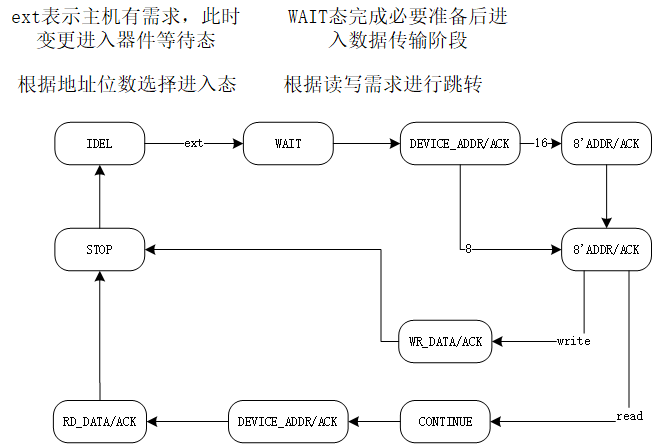 ext表示主机有需求，此时
变更进入器件等待态
WAIT态完成必要准备后进
入数据传输阶段
根据地址位数选择进入态
根据读写需求进行跳转
IDEL
ext
WAIT
DEVICE_ADDR/ACK
16
8'ADDR/ACK
STOP
8
8'ADDR/ACK
WR_DATA/ACK
write
RD_DATA/ACK
DEVICE_ADDR/ACK
CONTINUE
read